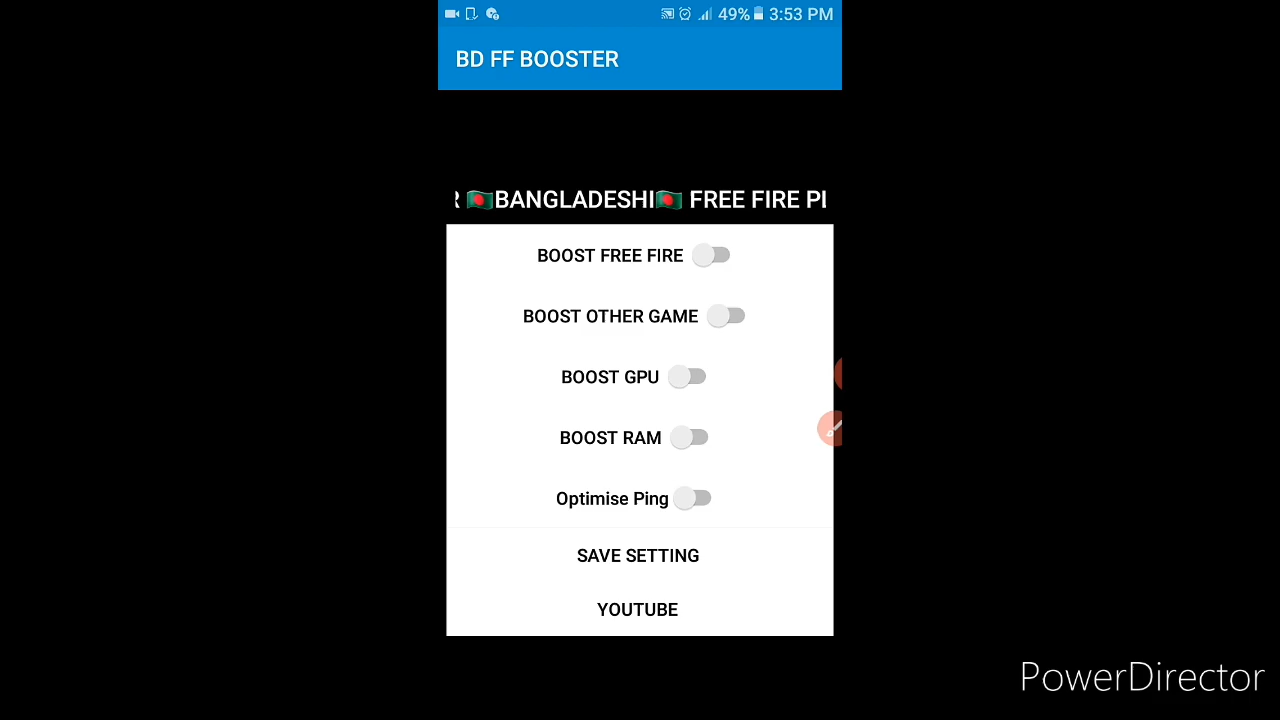 49% 3:53 PM
BD FF BOOSTER
🇧🇩BANGLADESHI🇧🇩 FREE FIRE
BOOST FREE FIRE
BOOST OTHER GAME
BOOST GPU
BOOST RAM
Optimise Ping
SAVE SETTING
YOUTUBE
PowerDirector